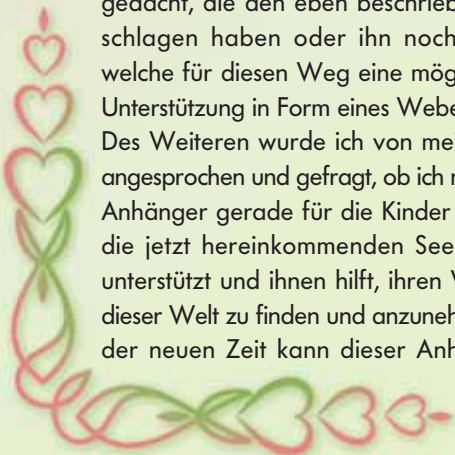 gedacht, die den eben beschrieb
schlagen haben oder ihn noch
welche für diesen Weg eine mög
Unterstützung in Form eines Webe
Des Weiteren wurde ich von me
angesprochen und gefragt, ob ich
Anhänger gerade für die Kinder
die jetzt hereinkommenden See
unterstützt und ihnen hilft, ihren
dieser Welt zu finden und anzuneh
der neuen Zeit kann dieser Anh